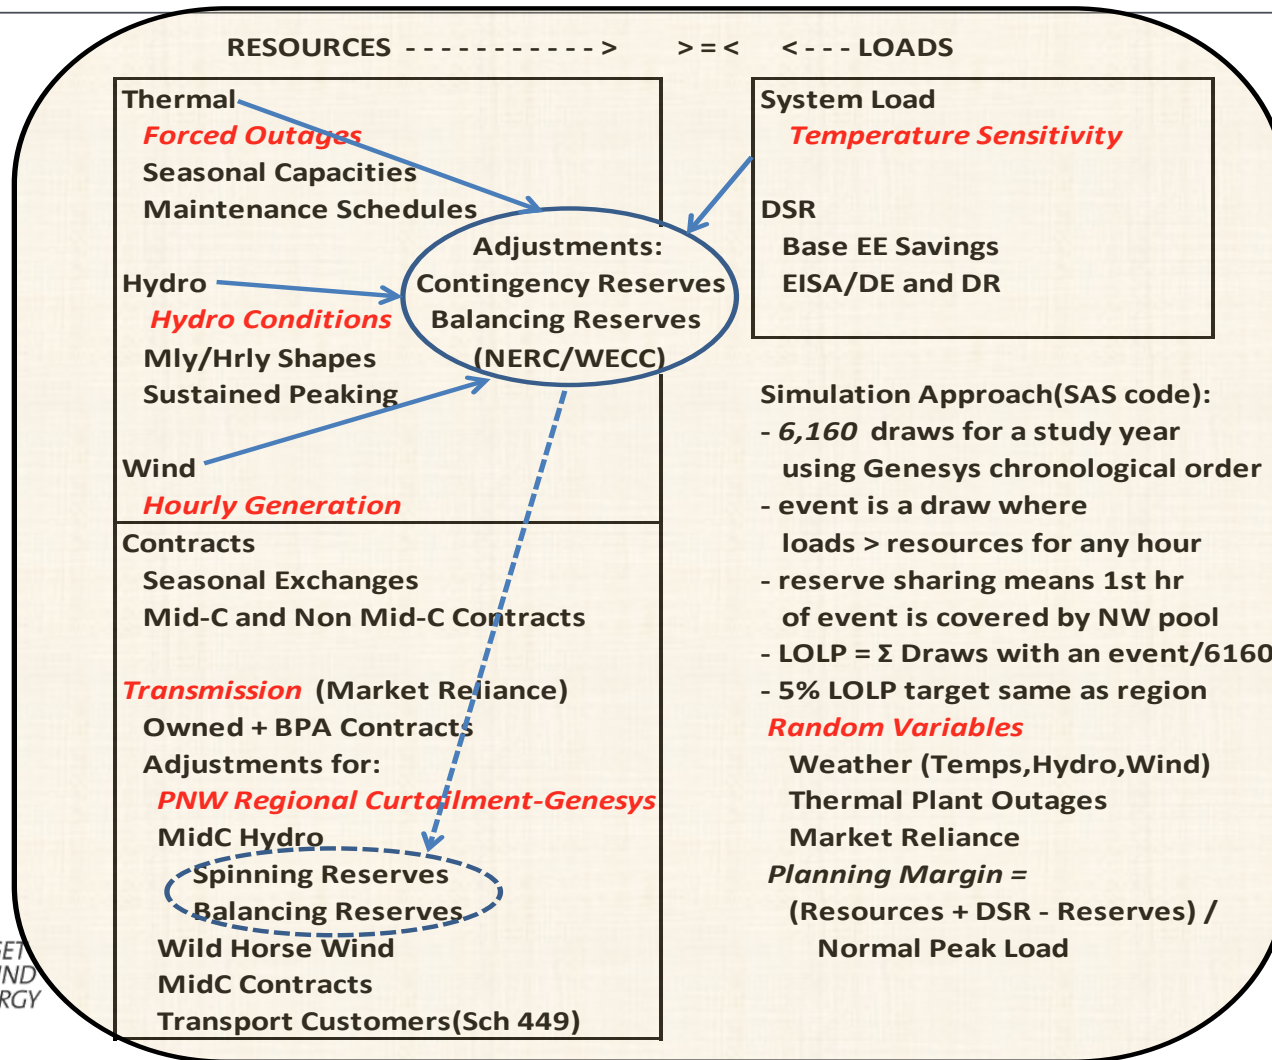 RESOURCES - - - - - - - - - - - > > = < < - - - LOADS
Thermal
Forced Outages
Seasonal Capacities
Maintenance Schedules
Hydro
Hydro Conditions
Mly/Hrly Shapes
Sustained Peaking
Wind
Hourly Generation
Adjustments:
Contingency Reserves
Balancing Reserves
(NERC/WECC)
Contracts
Seasonal Exchanges
Mid-C and Non Mid-C Contracts
Transmission (Market Reliance)
Owned + BPA Contracts
Adjustments for:
PNW Regional Curtailment-Genesys
MidC Hydro
Spinning Reserves
Balancing Reserves
Wild Horse Wind
MidC Contracts
Transport Customers(Sch 449)
System Load
Temperature Sensitivity
DSR
Base EE Savings
EISA/DE and DR
Simulation Approach(SAS code):
- 6,160 draws for a study year
using Genesys chronological order
- event is a draw where
loads > resources for any hour
- reserve sharing means 1st hr
of event is covered by NW pool
- LOLP = Σ Draws with an event/6160
- 5% LOLP target same as region
Random Variables
Weather (Temps,Hydro,Wind)
Thermal Plant Outages
Market Reliance
Planning Margin =
(Resources + DSR - Reserves) /
Normal Peak Load